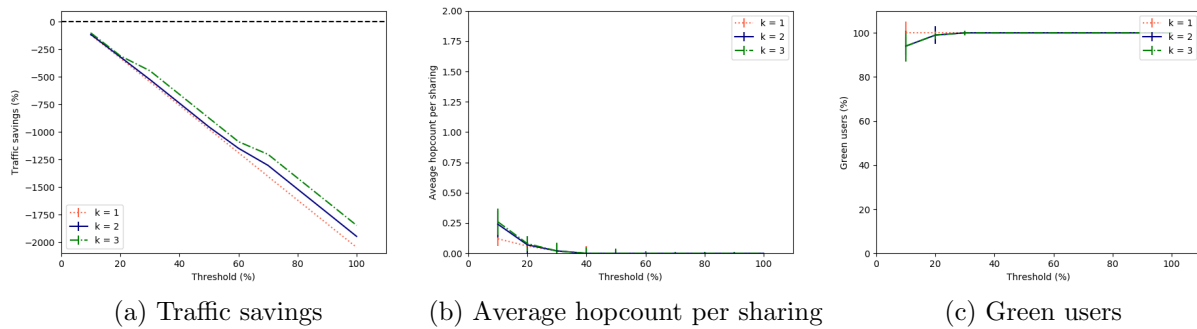 0
−250
−500
−750
−1000
−1250
−1500
−1750
−2000
Traffic savings (%)
k = 1
k = 2
k = 3
0
20
40
60
80
100
Threshold (%)
(a) Traffic savings
2.00
1.75
1.50
1.25
1.00
0.75
0.50
0.25
0.00
Aveage hopcount per sharing
k = 1
k = 2
k = 3
0
20
40
60
80
100
Threshold (%)
(b) Average hopcount per sharing
100
80
60
40
20
0
Green users (%)
k = 1
k = 2
k = 3
0
20
40
60
80
100
Threshold (%)
(c) Green users